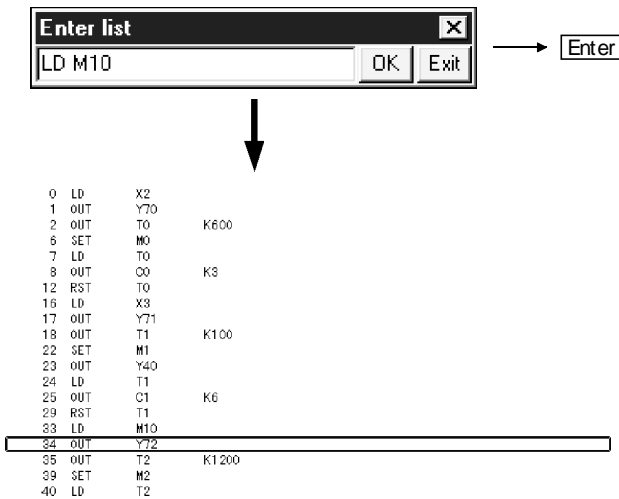 Enter list
LD M10 OK Exit
Enter
0 LD X2
1 OUT Y70
2 OUT T0 K600
6 SET M0
7 LD T0
8 OUT C0 K3
12 RST T0
16 LD X3
17 OUT Y71
18 OUT T1 K100
22 SET M1
23 OUT Y40
24 LD T1
25 OUT C1 K6
29 RST T1
33 LD M10
34 OUT Y72
35 OUT T2 K1200
39 SET M2
40 LD T2